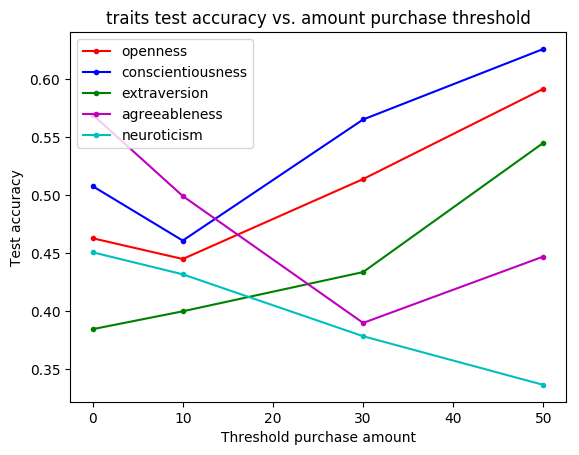 traits test accuracy vs. amount purchase threshold
openness
conscientiousness
extraversion
agreeableness
neuroticism
0.60
0.55
0.50
0.45
0.40
0.35
Test accuracy
0 10 20 30 40 50
Threshold purchase amount